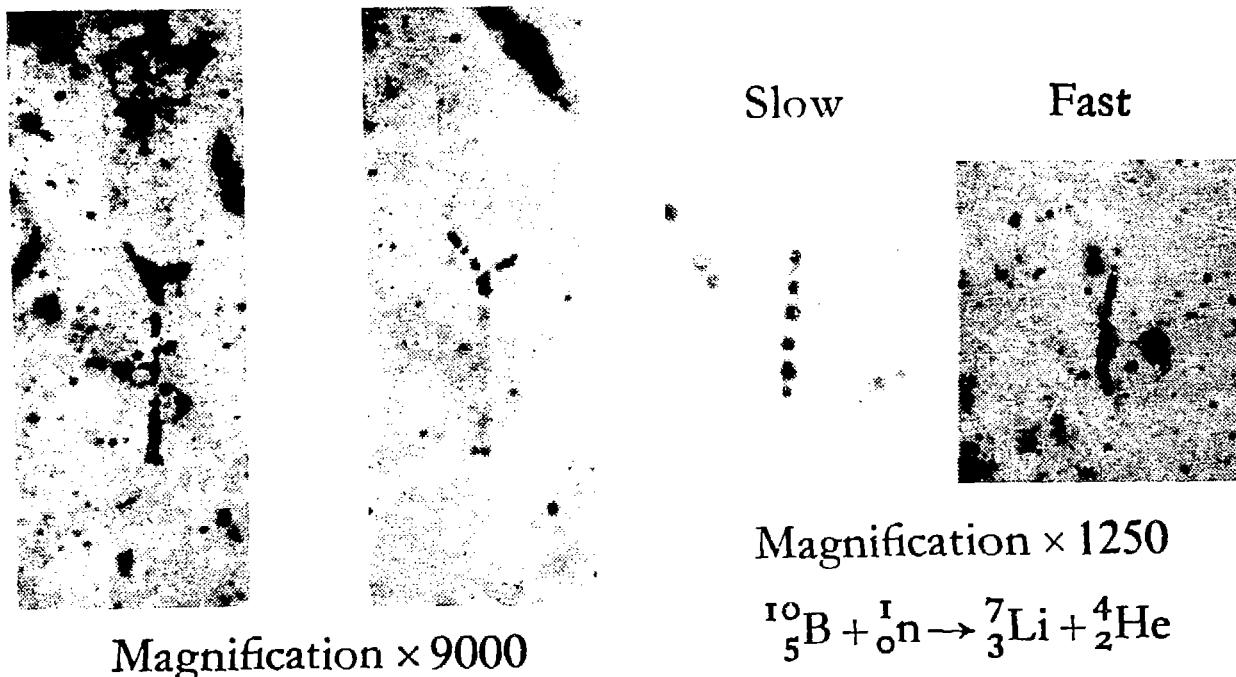 Slow Fast
Magnification × 1250
¹⁰₅B + ¹₀n → ⁷₃Li + ⁴₂He
Magnification × 9000